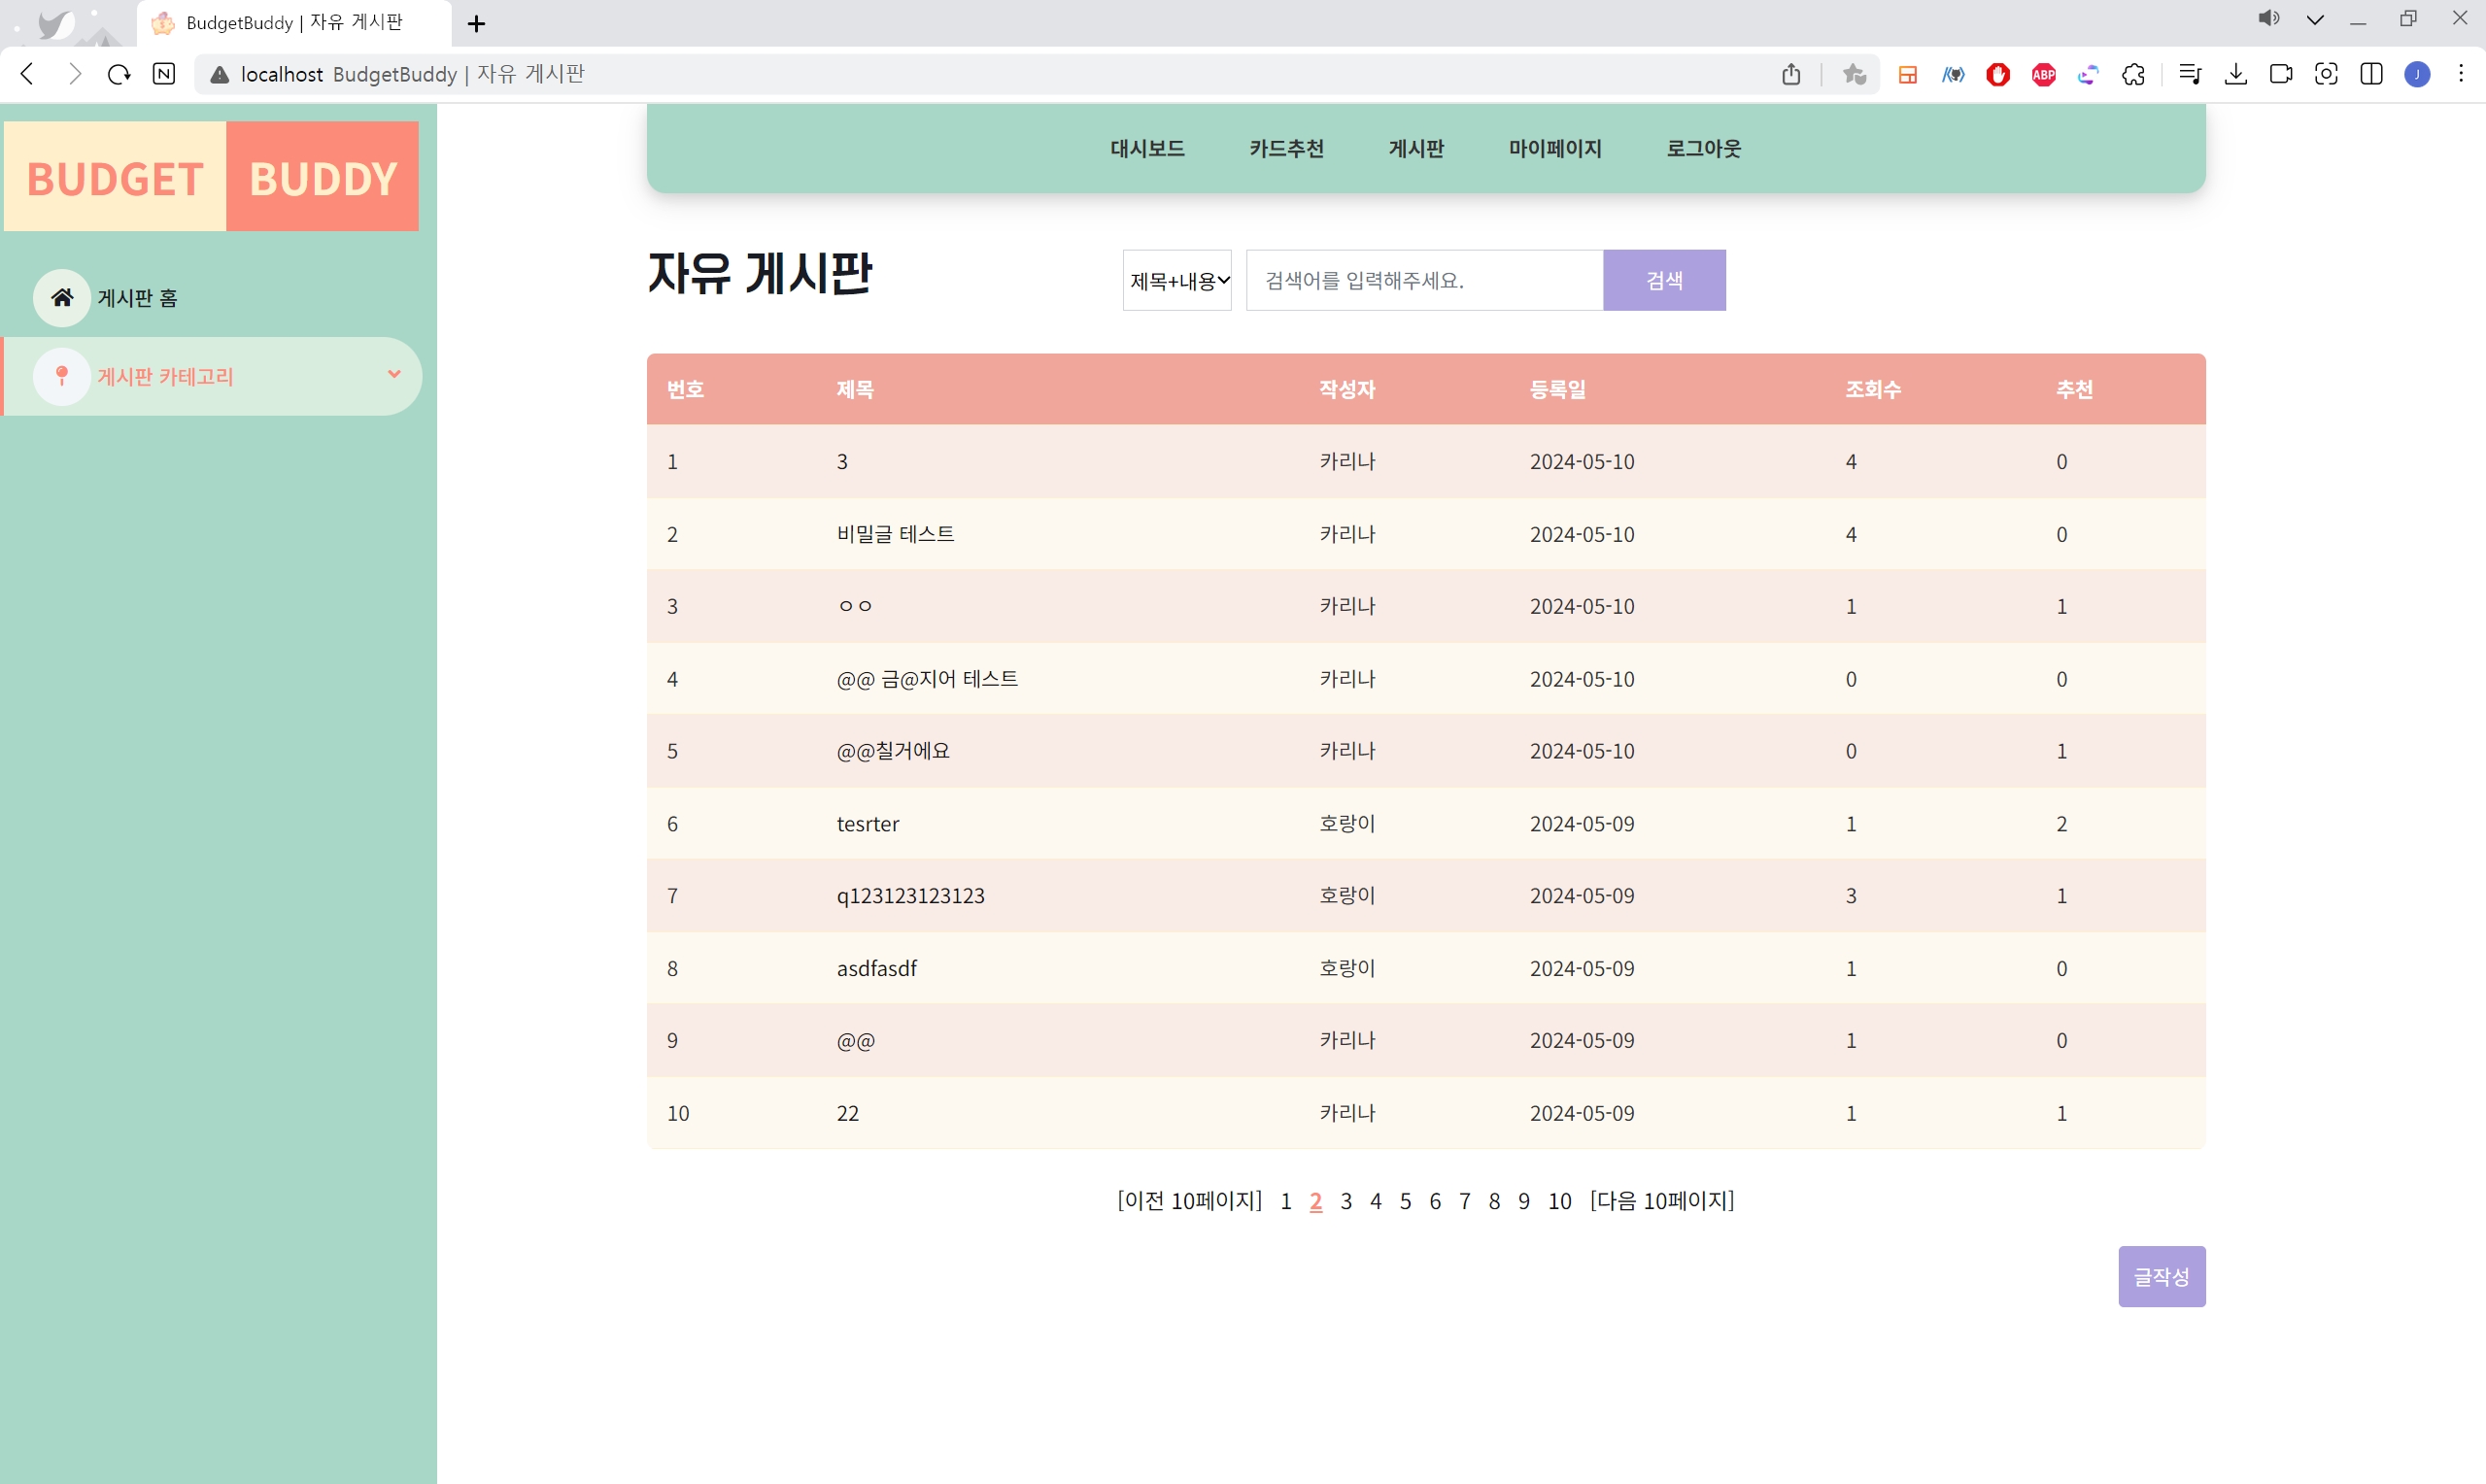 BudgetBuddy | 자유 게시판
localhost BudgetBuddy | 자유 게시판
ABP
J
BUDGET BUDDY
게시판 홈
게시판 카테고리
대시보드 카드추천 게시판 마이페이지 로그아웃
자유 게시판 제목+내용 검색어를 입력해주세요. 검색
번호 제목 작성자 등록일 조회수 추천
1 3 카리나 2024-05-10 4 0
2 비밀글 테스트 카리나 2024-05-10 4 0
3 ㅇㅇ 카리나 2024-05-10 1 1
4 @@ 금@지어 테스트 카리나 2024-05-10 0 0
5 @@칠거에요 카리나 2024-05-10 0 1
6 tesrter 호랑이 2024-05-09 1 2
7 q123123123123 호랑이 2024-05-09 3 1
8 asdfasdf 호랑이 2024-05-09 1 0
9 @@ 카리나 2024-05-09 1 0
10 22 카리나 2024-05-09 1 1
[이전 10페이지] 1 2 3 4 5 6 7 8 9 10 [다음 10페이지]
글작성